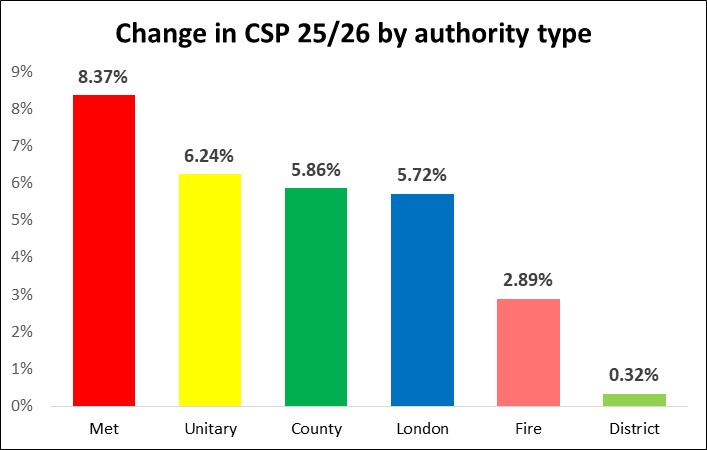 Change in CSP 25/26 by authority type
9%
8%
7%
6%
5%
4%
3%
2%
1%
0%
8.37%
6.24%
5.86%
5.72%
2.89%
0.32%
Met
Unitary
County
London
Fire
District